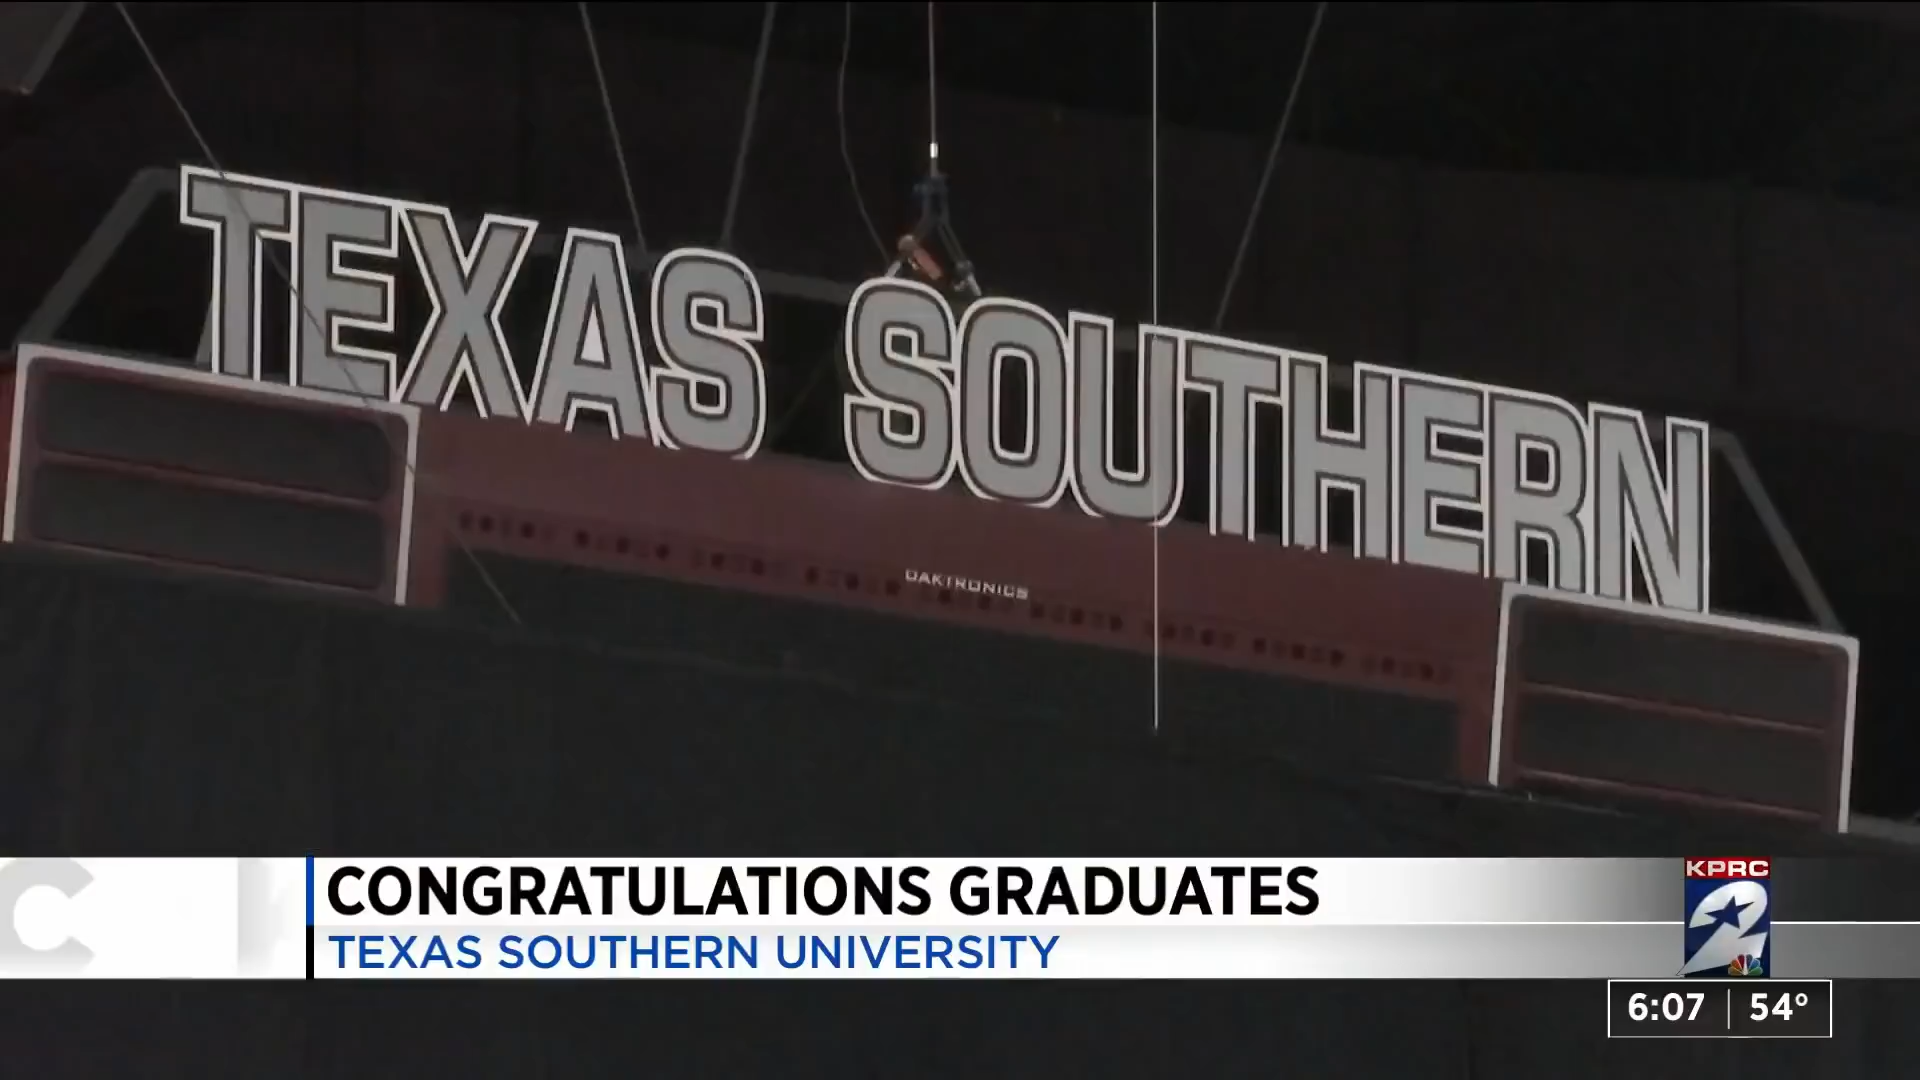 TEXAS SOUTHERN
DAKTRONICS
CONGRATULATIONS GRADUATES
TEXAS SOUTHERN UNIVERSITY
KPRC
2
6:07 54°